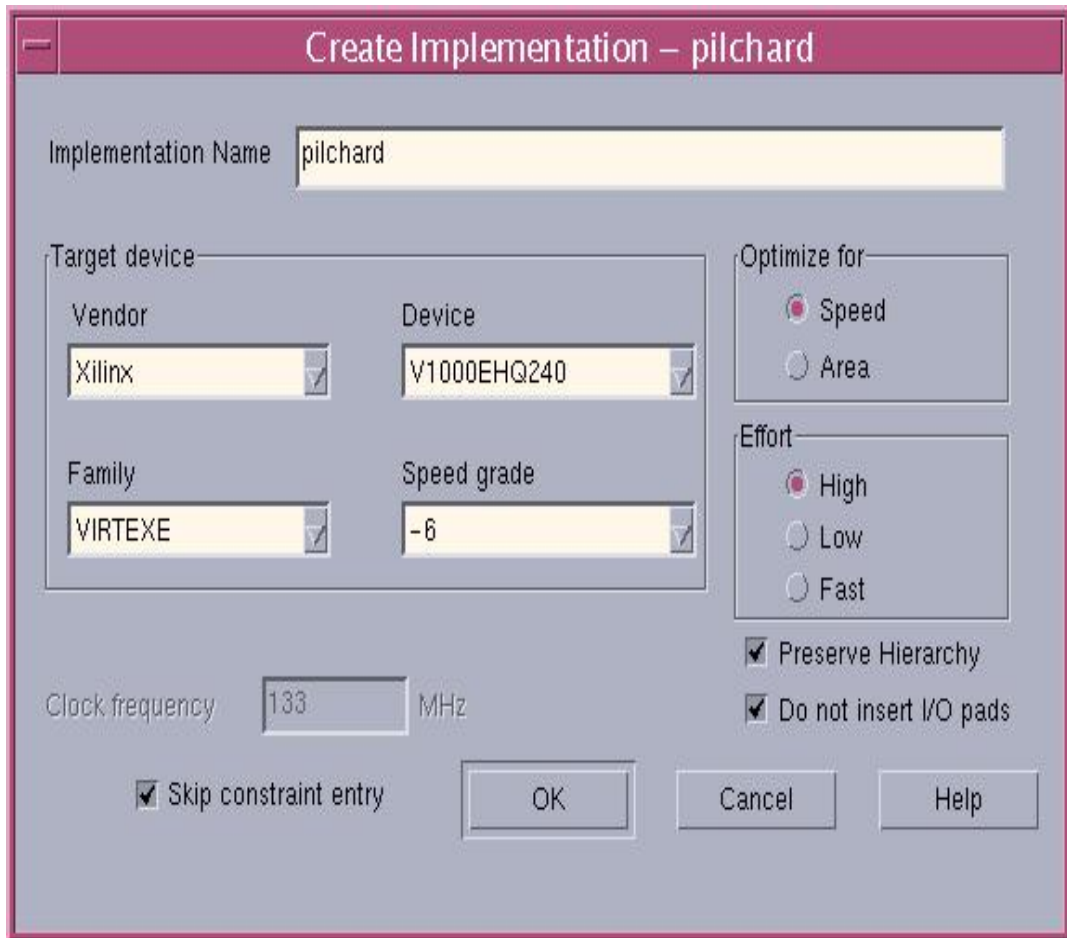 Create Implementation – pilchard
Implementation Name pilchard
Target device
Vendor Device
Xilinx V1000EHQ240
Family Speed grade
VIRTEXE -6
Optimize for
Speed
Area
Effort
High
Low
Fast
Preserve Hierarchy
Do not insert I/O pads
Clock frequency 133 MHz
Skip constraint entry OK Cancel Help